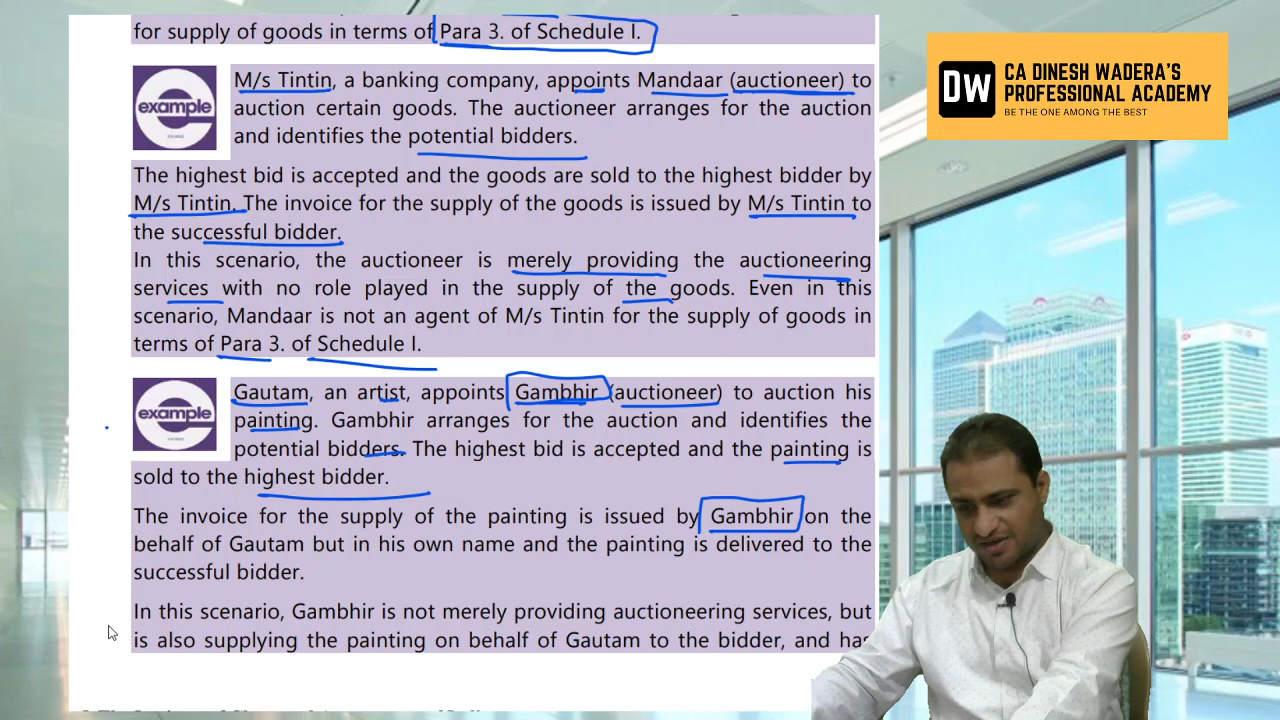 for supply of goods in terms of Para 3. of Schedule I.
example
M/s Tintin, a banking company, appoints Mandaar (auctioneer) to
auction certain goods. The auctioneer arranges for the auction
and identifies the potential bidders.
The highest bid is accepted and the goods are sold to the highest bidder by
M/s Tintin. The invoice for the supply of the goods is issued by M/s Tintin to
the successful bidder.
In this scenario, the auctioneer is merely providing the auctioneering
services with no role played in the supply of the goods. Even in this
scenario, Mandaar is not an agent of M/s Tintin for the supply of goods in
terms of Para 3. of Schedule I.
example
Gautam, an artist, appoints Gambhir (auctioneer) to auction his
painting. Gambhir arranges for the auction and identifies the
potential bidders. The highest bid is accepted and the painting is
sold to the highest bidder.
The invoice for the supply of the painting is issued by Gambhir on the
behalf of Gautam but in his own name and the painting is delivered to the
successful bidder.
In this scenario, Gambhir is not merely providing auctioneering services, but
is also supplying the painting on behalf of Gautam to the bidder, and has
DW
CA DINESH WADERA'S
PROFESSIONAL ACADEMY
BE THE ONE AMONG THE BEST